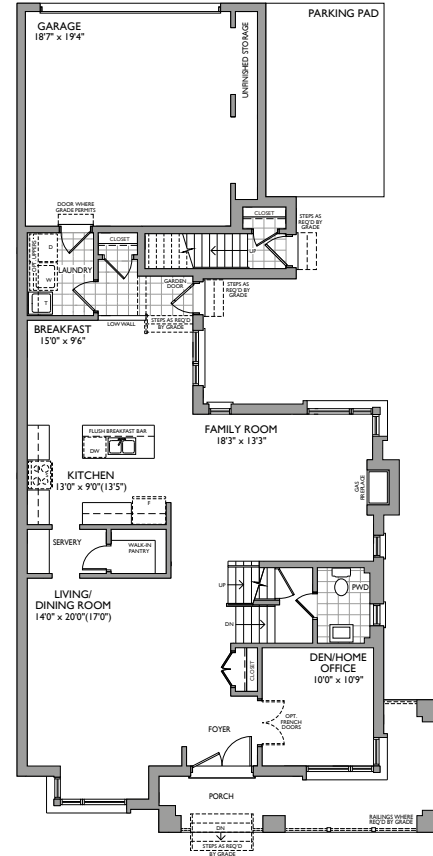 PARKING PAD
GARAGE
18'7" x 19'4"
UNFINISHED STORAGE
DOOR WHERE
GRADE PERMITS
CLOSET
CLOSET
STEPS AS
REQ'D BY
GRADE
UP
OPT. UPPERS
D
W
T
LAUNDRY
GARDEN
DOOR
STEPS AS
REQ'D BY
GRADE
LOW WALL
STEPS AS REQ'D
BY GRADE
BREAKFAST
15'0" x 9'6"
FLUSH BREAKFAST BAR
DW
FAMILY ROOM
18'3" x 13'3"
GAS
FIREPLACE
KITCHEN
13'0" x 9'0"(13'5")
F
SERVERY
WALK-IN
PANTRY
UP
PWD
LIVING/
DINING ROOM
14'0" x 20'0"(17'0")
DN
CLOSET
DEN/HOME
OFFICE
10'0" x 10'9"
OPT.
FRENCH
DOORS
FOYER
PORCH
RAILINGS WHERE
REQ'D BY GRADE
DN
STEPS AS
REQ'D BY
GRADE